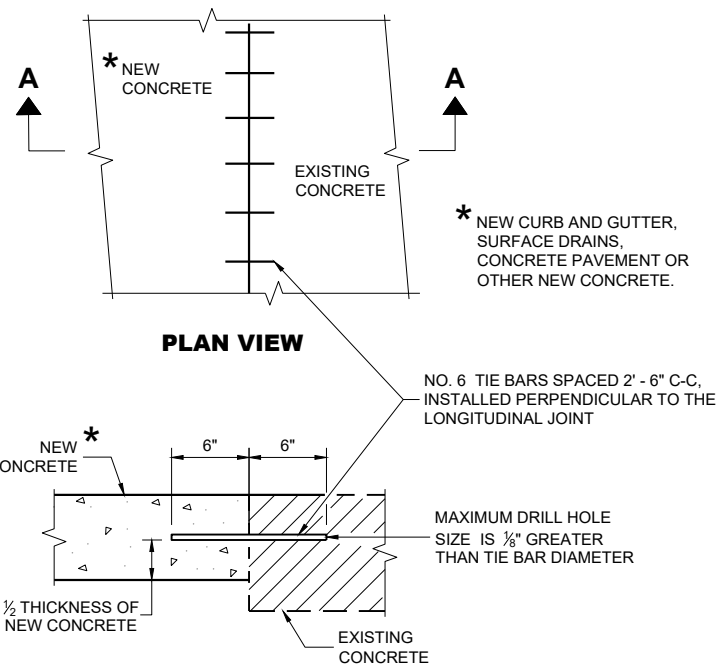 * NEW
CONCRETE
A
A
EXISTING
CONCRETE
* NEW CURB AND GUTTER,
SURFACE DRAINS,
CONCRETE PAVEMENT OR
OTHER NEW CONCRETE.
PLAN VIEW
NO. 6 TIE BARS SPACED 2' - 6" C-C,
INSTALLED PERPENDICULAR TO THE
LONGITUDINAL JOINT
NEW *
ONCRETE
6"
6"
MAXIMUM DRILL HOLE
SIZE IS ⅛" GREATER
THAN TIE BAR DIAMETER
½ THICKNESS OF
NEW CONCRETE
EXISTING
CONCRETE